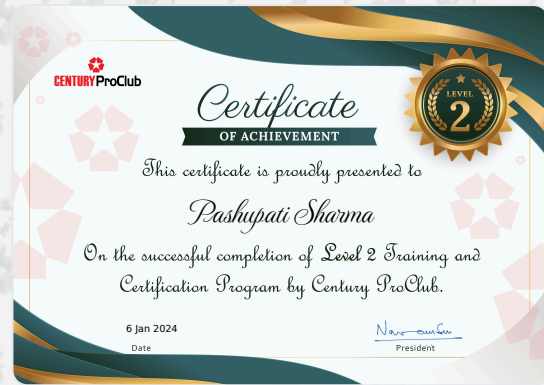 CENTURY ProClub
LEVEL
2
Certificate
OF ACHIEVEMENT
This certificate is proudly presented to
Pashupati Sharma
On the successful completion of Level 2 Training and
Certification Program by Century ProClub.
6 Jan 2024
Date
President